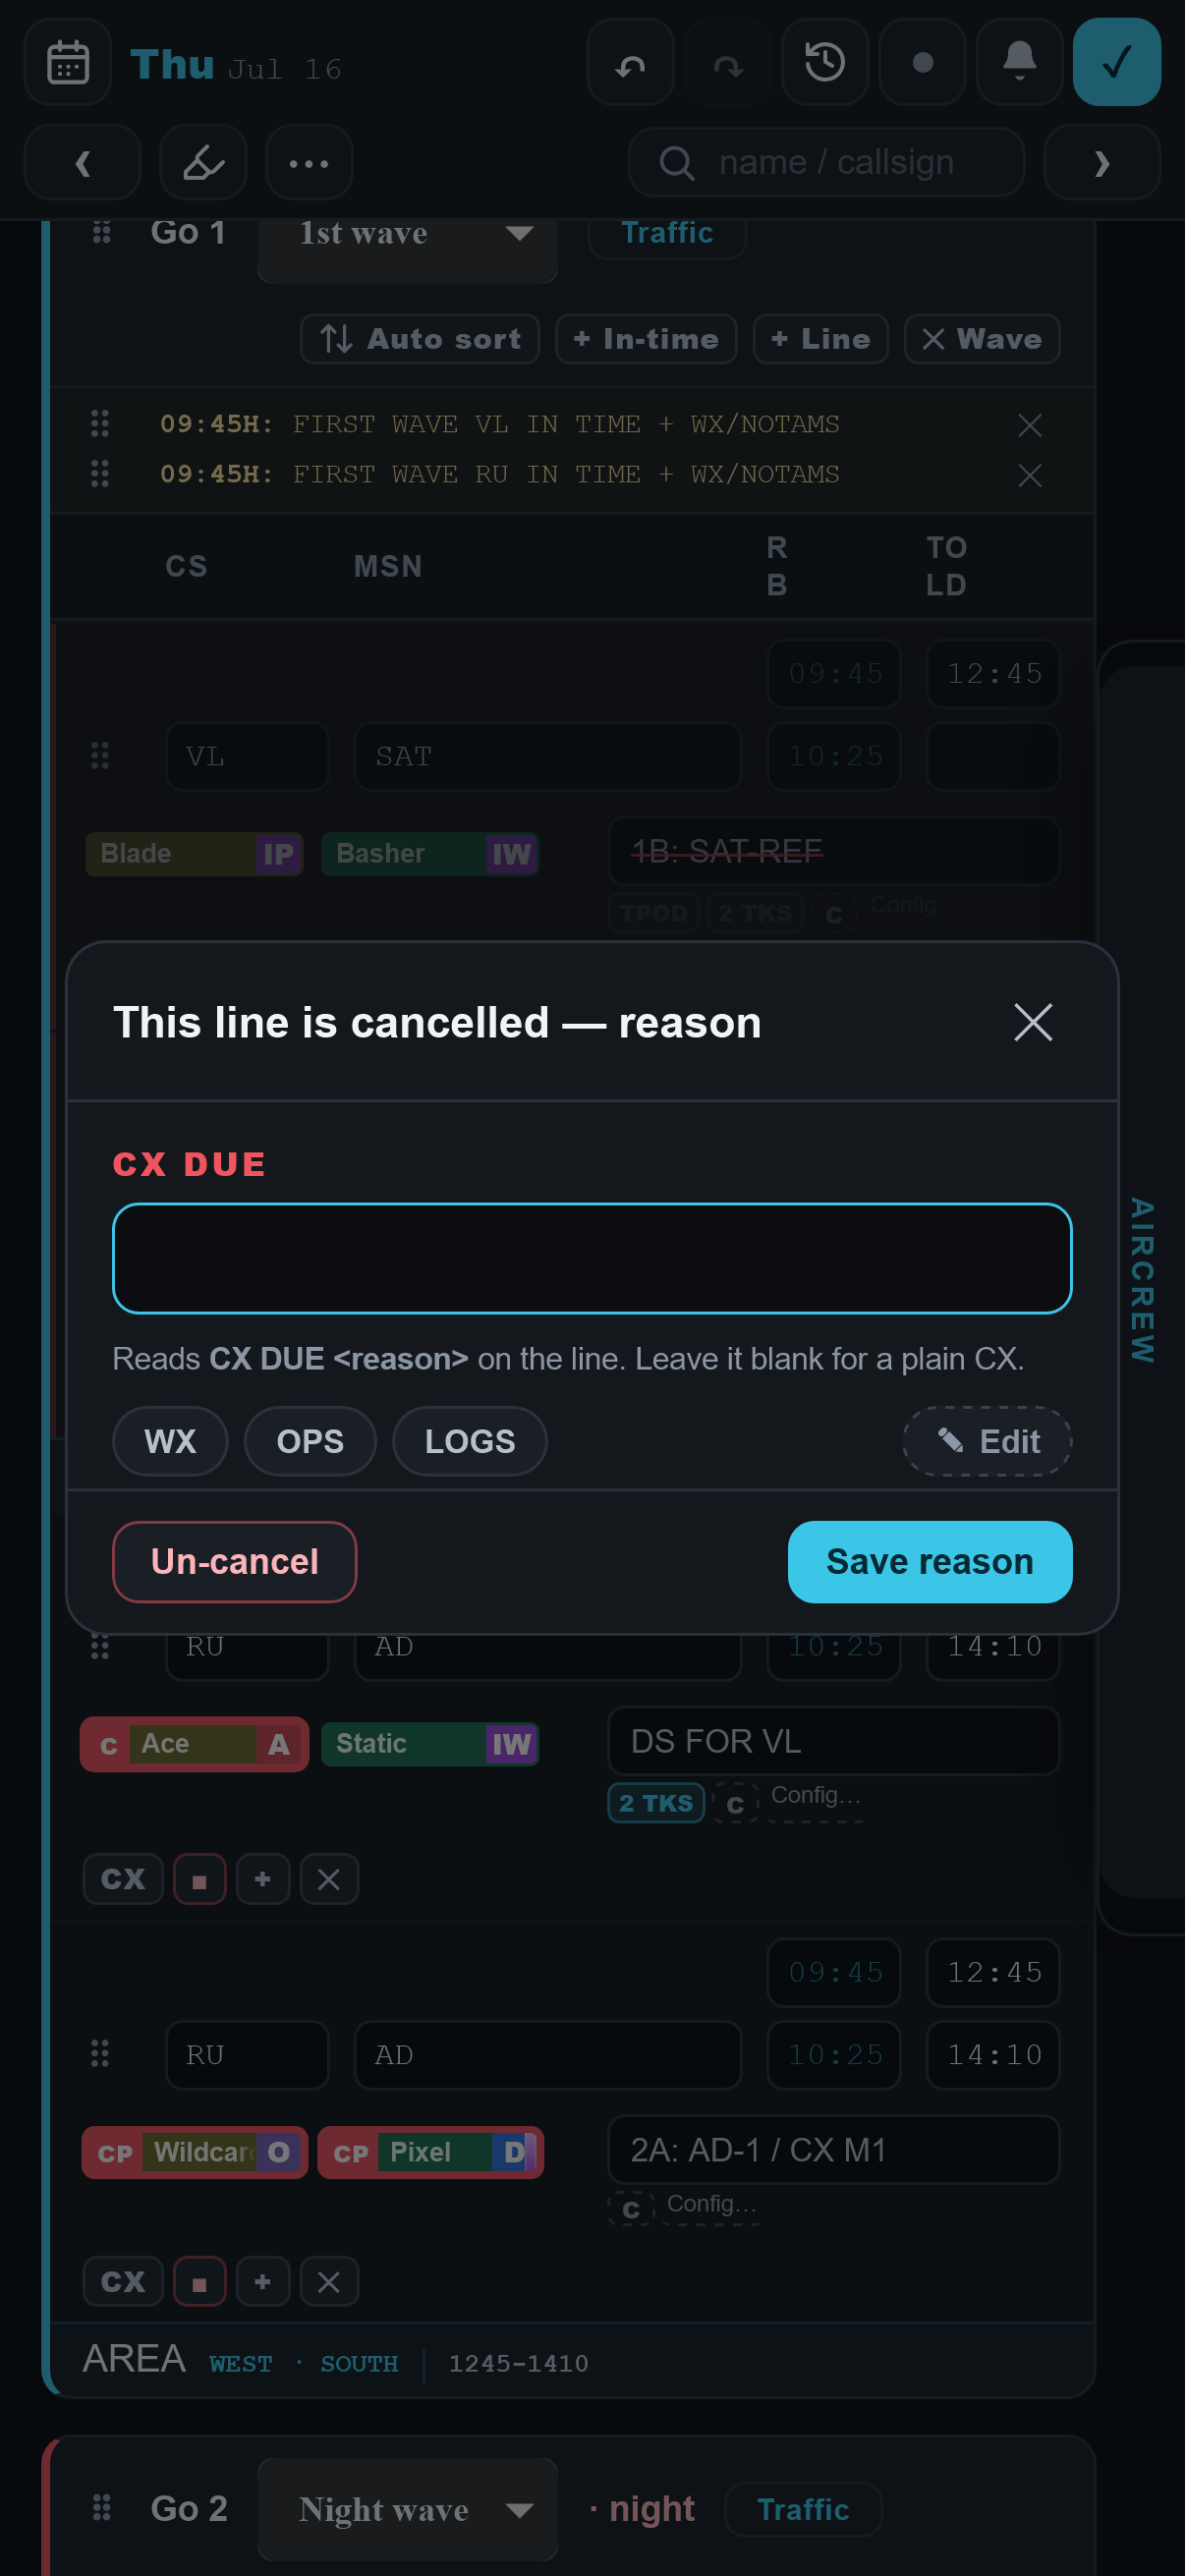 Thu Jul 16
name / callsign
Go 1 1st wave Traffic
Auto sort + In-time + Line × Wave
09:45H: FIRST WAVE VL IN TIME + WX/NOTAMS
09:45H: FIRST WAVE RU IN TIME + WX/NOTAMS
CS MSN R B TO LD
09:45 12:45
VL SAT 10:25
Blade IP Basher IW 1B: SAT-REF
TPOD 2 TKS C Config...
This line is cancelled — reason
CX DUE
Reads CX DUE <reason> on the line. Leave it blank for a plain CX.
WX OPS LOGS Edit
Un-cancel Save reason
AIRCREW
RU AD 10:25 14:10
C Ace A Static IW DS FOR VL
2 TKS C Config...
CX + ×
09:45 12:45
RU AD 10:25 14:10
CP Wildcar O CP Pixel D 2A: AD-1 / CX M1
C Config...
CX + ×
AREA WEST · SOUTH 1245-1410
Go 2 Night wave · night Traffic